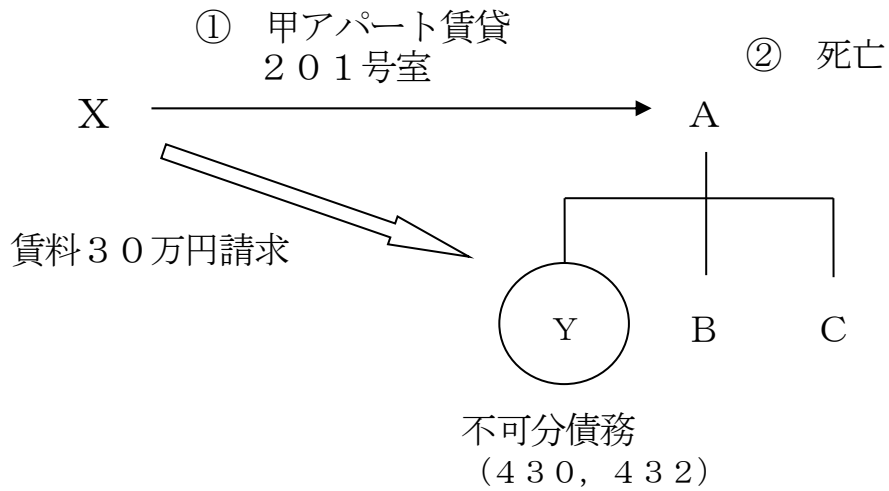 ① 甲アパート賃貸
２０１号室
② 死亡
X
A
賃料３０万円請求
Y
B
C
不可分債務
（４３０，４３２）